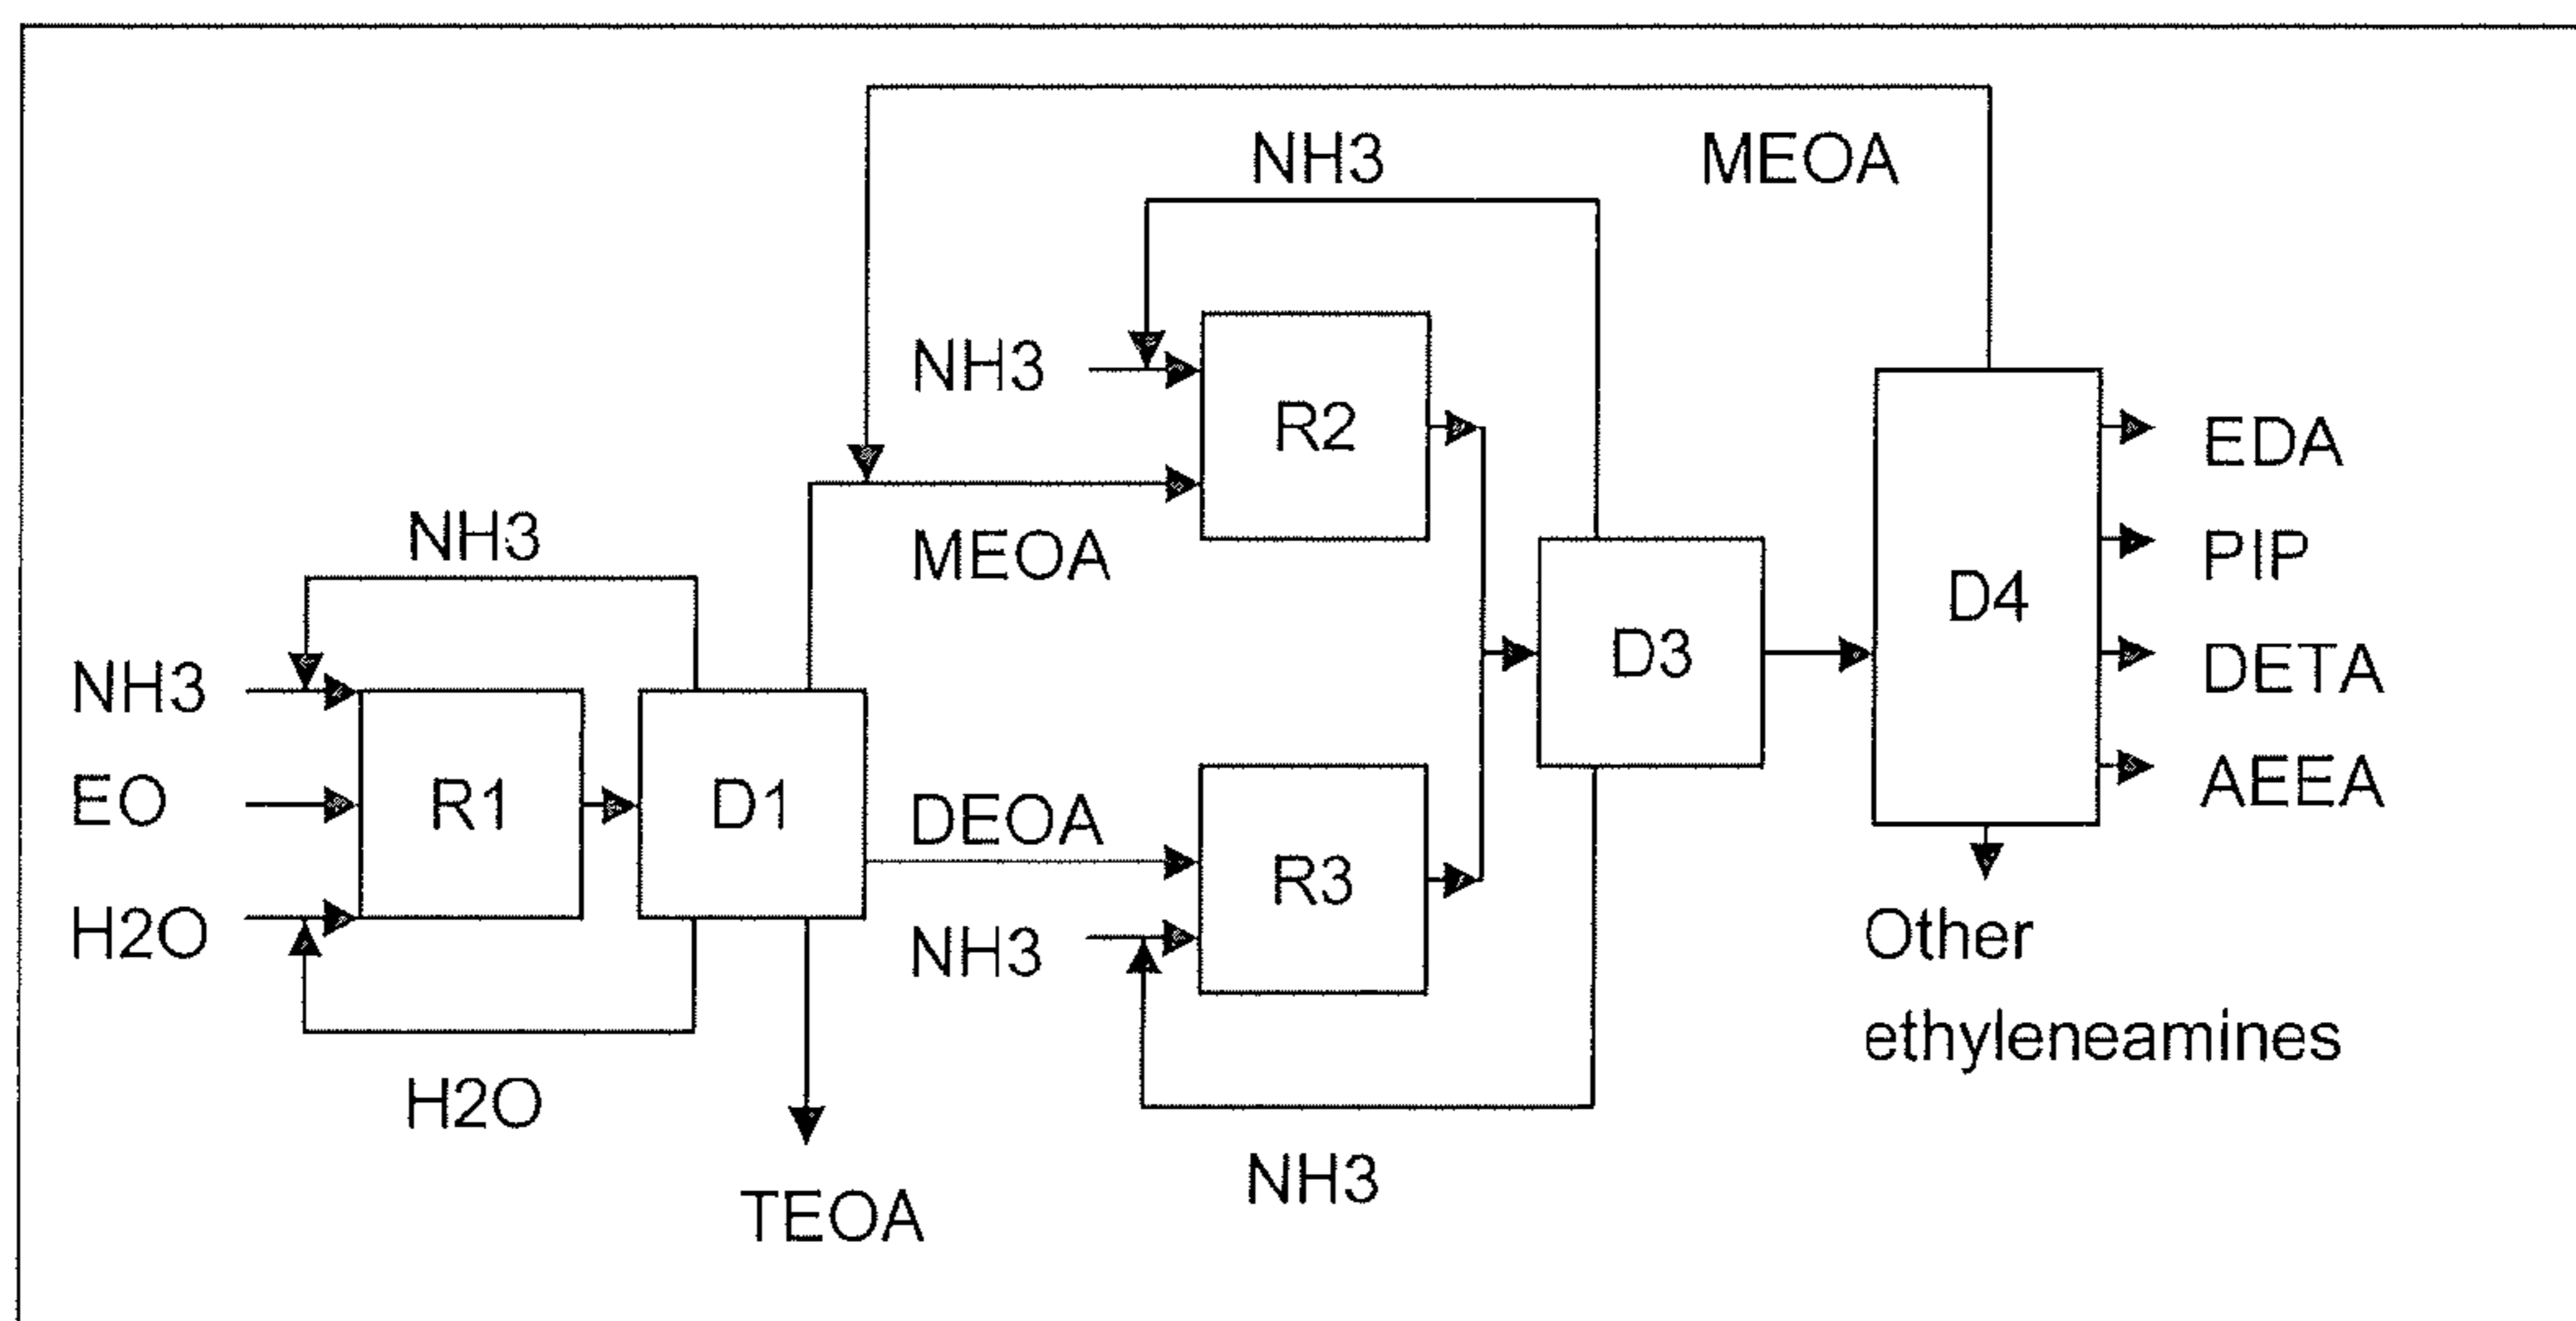 NH3
MEOA
NH3
R2
EDA
NH3
MEOA
PIP
D4
D3
NH3
DETA
EO
R1
D1
DEOA
R3
AEEA
H2O
NH3
Other
ethyleneamines
H2O
NH3
TEOA